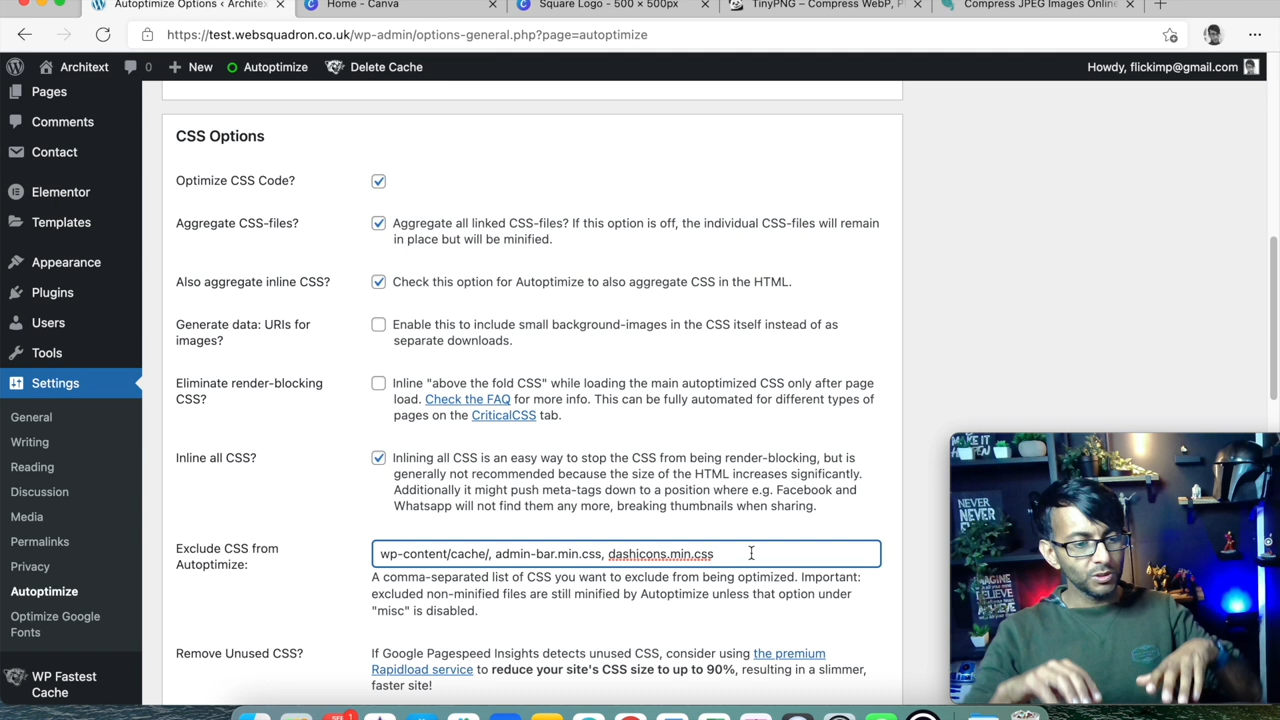 Autoptimize Options ‹ Archite
Home - Canva
Square Logo - 500 × 500px
TinyPNG – Compress WebP, P
Compress JPEG Images Online
https://test.websquadron.co.uk/wp-admin/options-general.php?page=autoptimize
Architext
0
New
Autoptimize
Delete Cache
Howdy, flickimp@gmail.com
Pages
Comments
Contact
Elementor
Templates
Appearance
Plugins
Users
Tools
Settings
General
Writing
Reading
Discussion
Media
Permalinks
Privacy
Autoptimize
Optimize Google
Fonts
WP Fastest
Cache
CSS Options
Optimize CSS Code?
Aggregate CSS-files?
Aggregate all linked CSS-files? If this option is off, the individual CSS-files will remain
in place but will be minified.
Also aggregate inline CSS?
Check this option for Autoptimize to also aggregate CSS in the HTML.
Generate data: URIs for
images?
Enable this to include small background-images in the CSS itself instead of as
separate downloads.
Eliminate render-blocking
CSS?
Inline "above the fold CSS" while loading the main autoptimized CSS only after page
load. Check the FAQ for more info. This can be fully automated for different types of
pages on the CriticalCSS tab.
Inline all CSS?
Inlining all CSS is an easy way to stop the CSS from being render-blocking, but is
generally not recommended because the size of the HTML increases significantly.
Additionally it might push meta-tags down to a position where e.g. Facebook and
Whatsapp will not find them any more, breaking thumbnails when sharing.
Exclude CSS from
Autoptimize:
wp-content/cache/, admin-bar.min.css, dashicons.min.css
A comma-separated list of CSS you want to exclude from being optimized. Important:
excluded non-minified files are still minified by Autoptimize unless that option under
"misc" is disabled.
Remove Unused CSS?
If Google Pagespeed Insights detects unused CSS, consider using the premium
Rapidload service to reduce your site's CSS size to up to 90%, resulting in a slimmer,
faster site!
MAKE IT
NEVER
NEVER
IMAGINE
BELIEVE
ACHIEVE